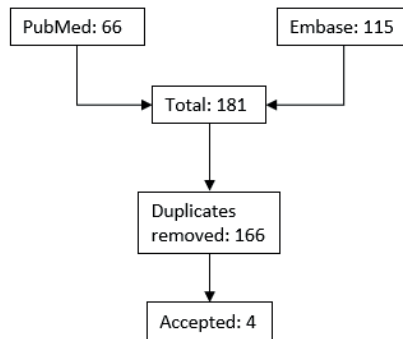 PubMed: 66
Embase: 115
Total: 181
Duplicates
removed: 166
Accepted: 4